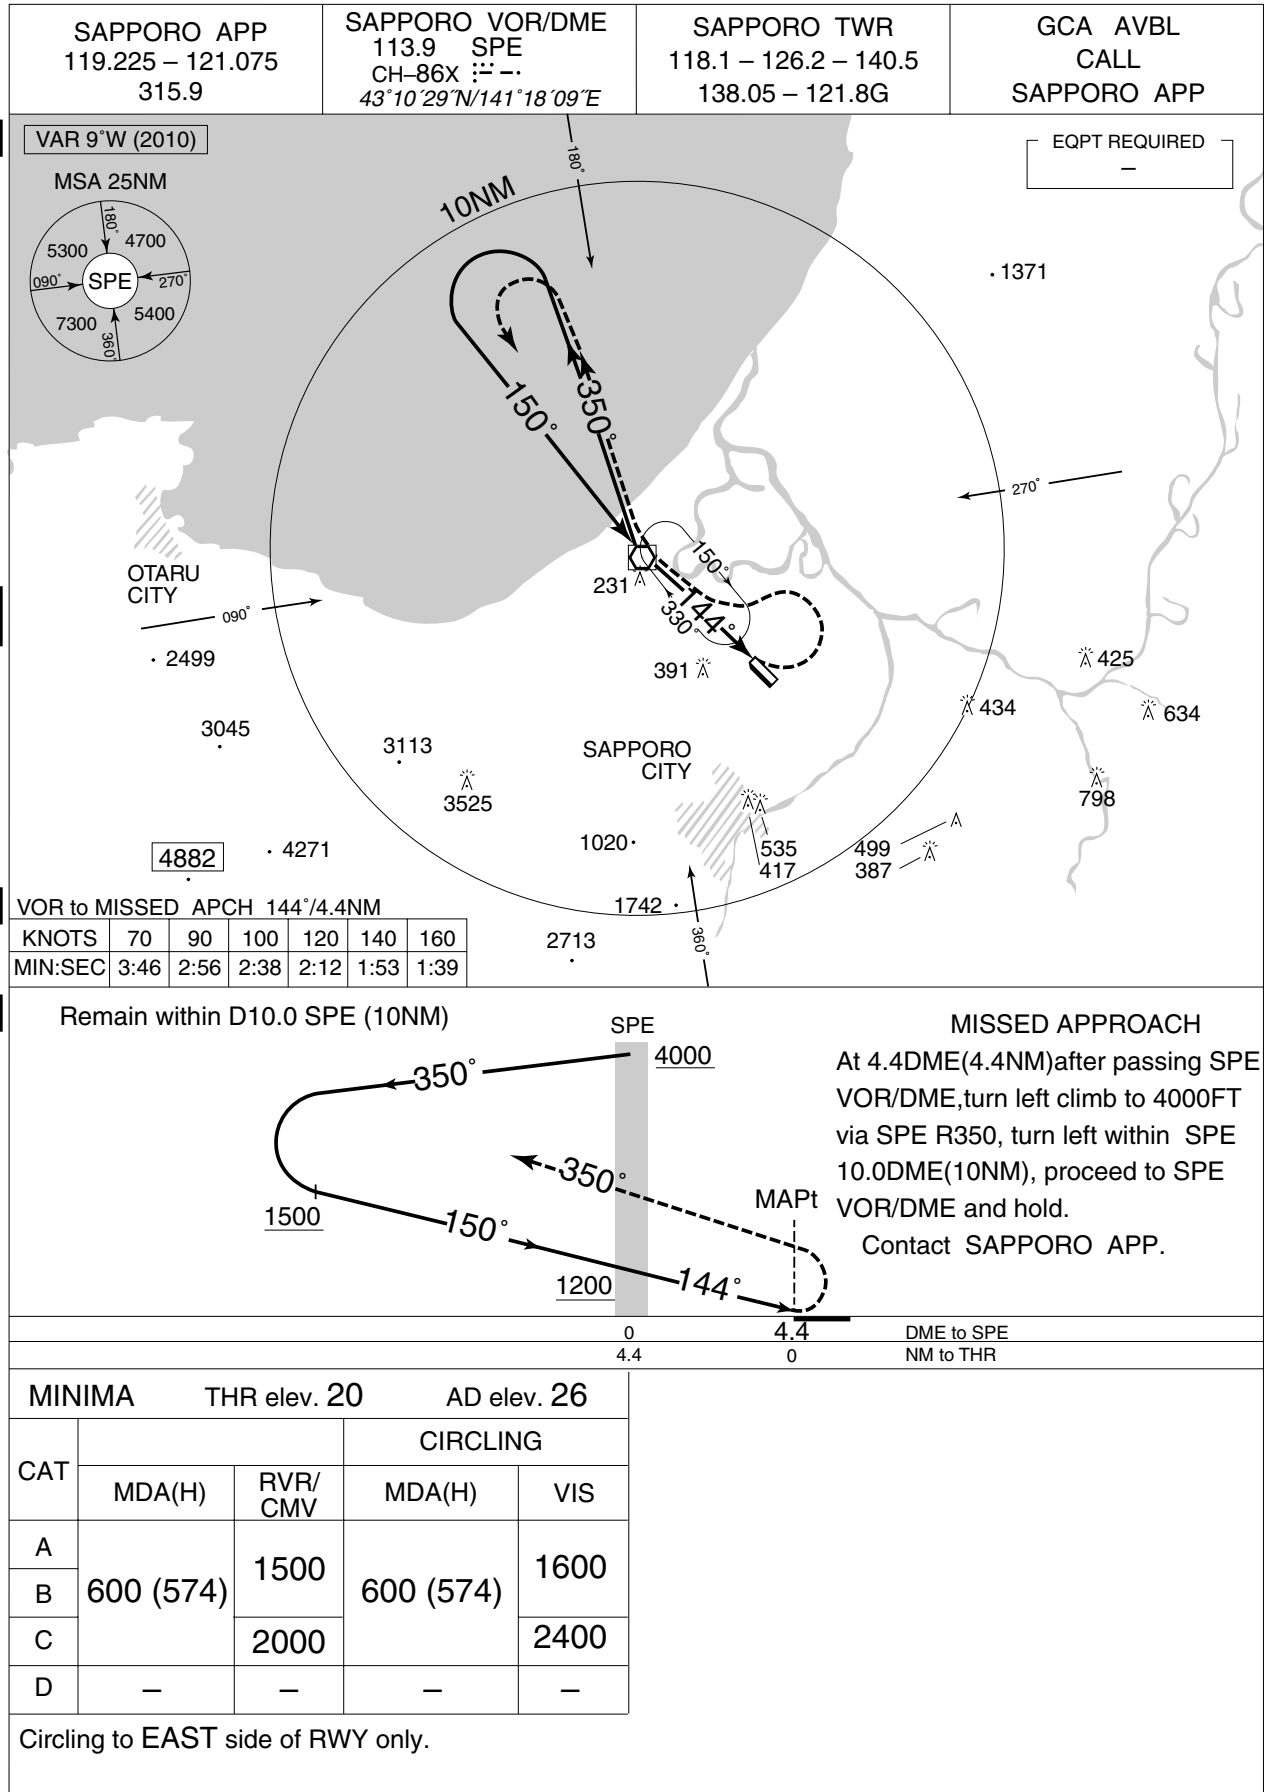 SAPPORO APP
119.225 – 121.075
315.9
SAPPORO VOR/DME
113.9 SPE
CH–86X
43°10´29˝N/141°18´09˝E
SAPPORO TWR
118.1 – 126.2 – 140.5
138.05 – 121.8G
GCA AVBL
CALL
SAPPORO APP
VAR 9°W (2010)
EQPT REQUIRED
–
MSA 25NM
180°
5300
4700
090°
SPE
270°
7300
5400
360°
180°
10NM
1371
150°
350°
270°
150°
231
144°
330°
OTARU
CITY
090°
2499
391
425
434
634
3045
3113
SAPPORO
CITY
3525
798
4882
4271
1020
535
417
499
387
1742
360°
2713
VOR to MISSED APCH 144°/4.4NM
KNOTS 70 90 100 120 140 160
MIN:SEC 3:46 2:56 2:38 2:12 1:53 1:39
Remain within D10.0 SPE (10NM)
SPE
4000
350°
1500
150°
350°
1200
144°
MAPt
MISSED APPROACH
At 4.4DME(4.4NM)after passing SPE
VOR/DME,turn left climb to 4000FT
via SPE R350, turn left within SPE
10.0DME(10NM), proceed to SPE
VOR/DME and hold.
Contact SAPPORO APP.
0 4.4 DME to SPE
4.4 0 NM to THR
MINIMA THR elev. 20 AD elev. 26
CAT
CIRCLING
MDA(H)
RVR/
CMV
MDA(H)
VIS
A
B
C
600 (574)
1500
2000
600 (574)
1600
2400
D – – – –
Circling to EAST side of RWY only.